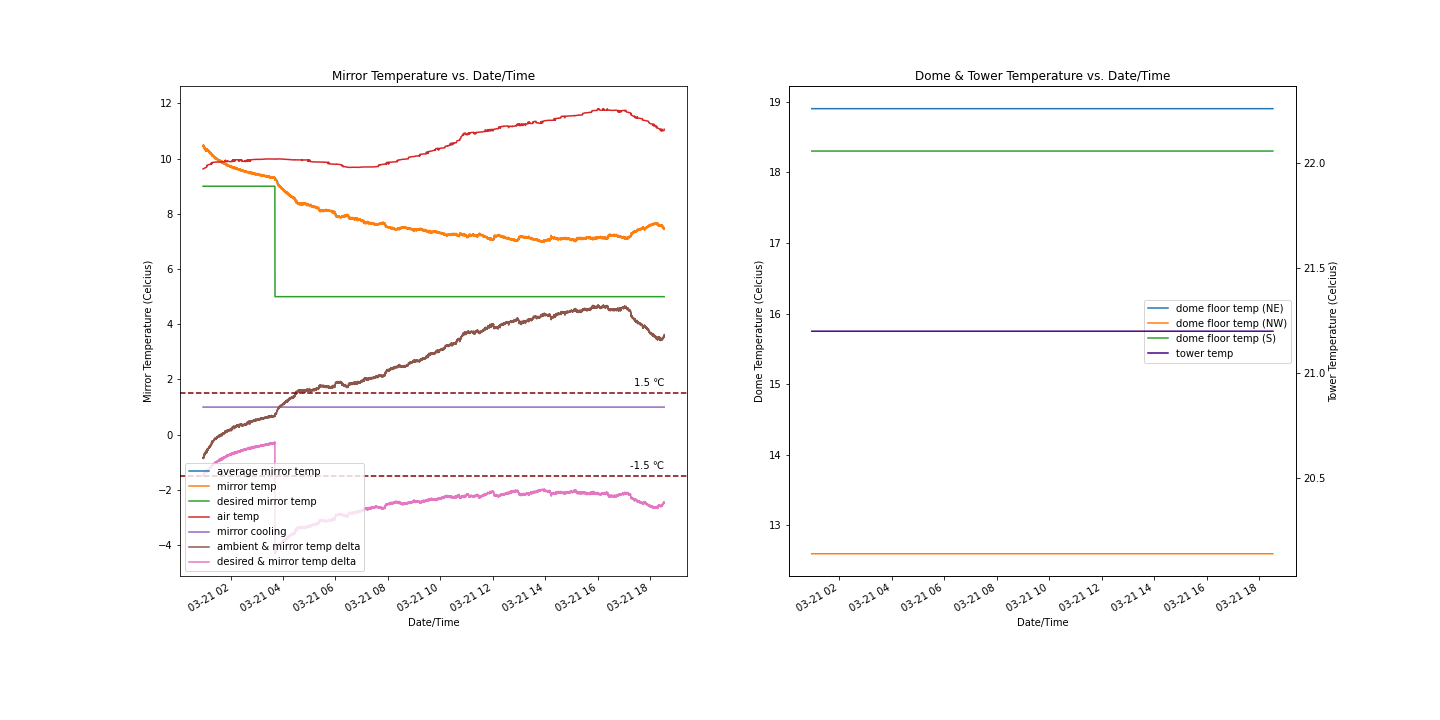 Mirror Temperature vs. Date/Time
12
10
8
6
4
2
0
−2
−4
Mirror Temperature (Celcius)
1.5 °C
-1.5 °C
average mirror temp
mirror temp
desired mirror temp
air temp
mirror cooling
ambient & mirror temp delta
desired & mirror temp delta
03-21 02
03-21 04
03-21 06
03-21 08
03-21 10
03-21 12
03-21 14
03-21 16
03-21 18
Date/Time
Dome & Tower Temperature vs. Date/Time
19
18
17
16
15
14
13
Dome Temperature (Celcius)
dome floor temp (NE)
dome floor temp (NW)
dome floor temp (S)
tower temp
22.0
21.5
21.0
20.5
Tower Temperature (Celcius)
03-21 02
03-21 04
03-21 06
03-21 08
03-21 10
03-21 12
03-21 14
03-21 16
03-21 18
Date/Time